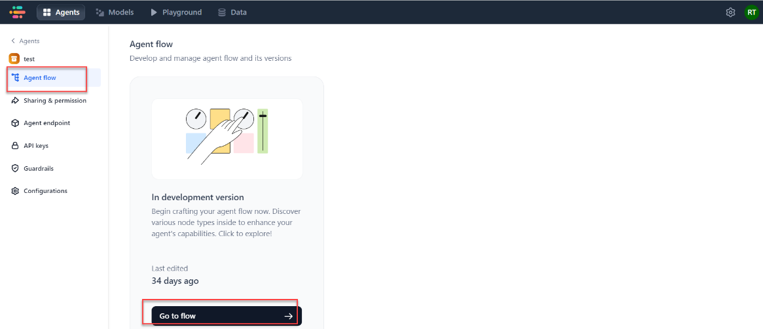 Agents
Models
Playground
Data
RT
Agents
test
Agent flow
Sharing & permission
Agent endpoint
API keys
Guardrails
Configurations
Agent flow
Develop and manage agent flow and its versions
In development version
Begin crafting your agent flow now. Discover
various node types inside to enhance your
agent's capabilities. Click to explore!
Last edited
34 days ago
Go to flow